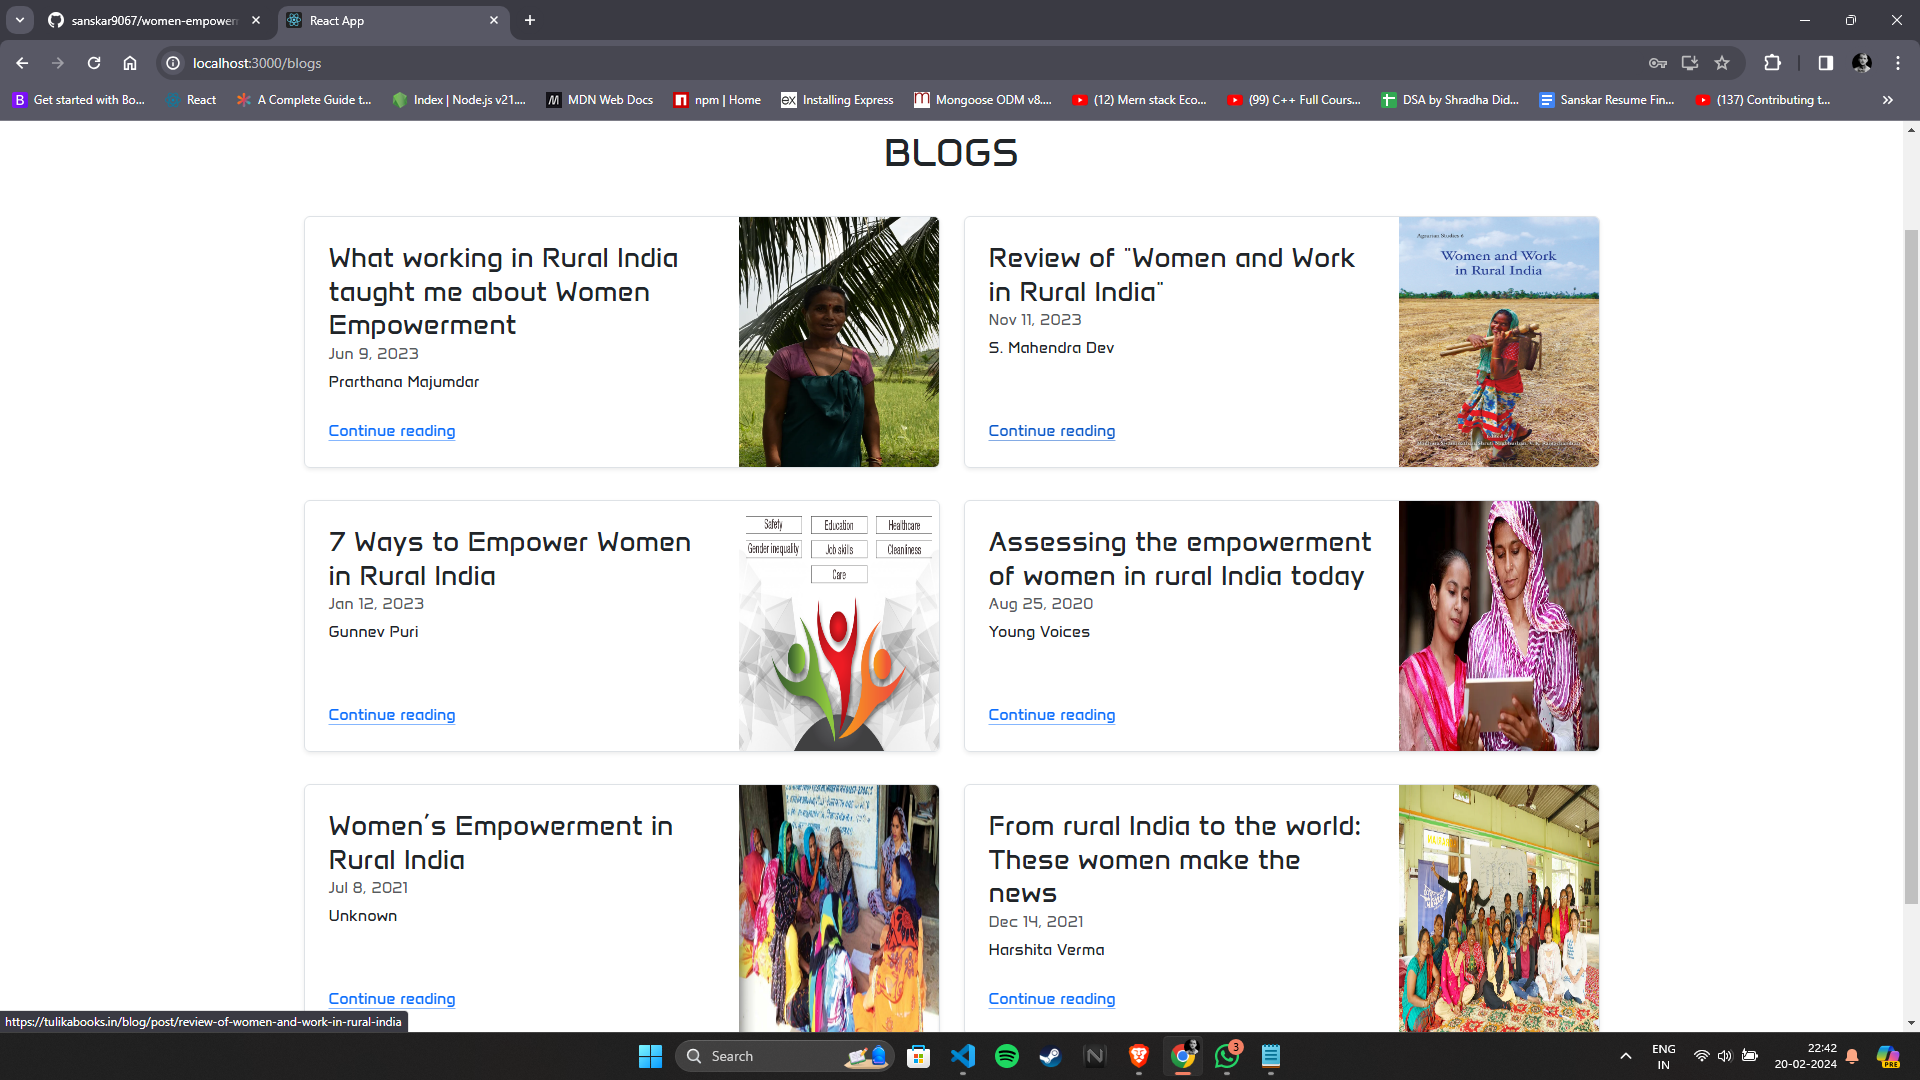 sanskar9067/women-empowerm
React App
localhost:3000/blogs
Get started with Bo...
React
A Complete Guide t...
Index | Node.js v21....
MDN Web Docs
npm | Home
Installing Express
Mongoose ODM v8....
(12) Mern stack Eco...
(99) C++ Full Cours...
DSA by Shradha Did...
Sanskar Resume Fin...
(137) Contributing t...
BLOGS
What working in Rural India
taught me about Women
Empowerment
Jun 9, 2023
Prarthana Majumdar
Continue reading
Review of "Women and Work
in Rural India"
Nov 11, 2023
S. Mahendra Dev
Continue reading
Agrarian Studies 6
Women and Work
in Rural India
Edited by
7 Ways to Empower Women
in Rural India
Jan 12, 2023
Gunnev Puri
Continue reading
Safety
Education
Healthcare
Gender inequality
Job skills
Cleanliness
Care
Assessing the empowerment
of women in rural India today
Aug 25, 2020
Young Voices
Continue reading
Women's Empowerment in
Rural India
Jul 8, 2021
Unknown
Continue reading
From rural India to the world:
These women make the
news
Dec 14, 2021
Harshita Verma
Continue reading
https://tulikabooks.in/blog/post/review-of-women-and-work-in-rural-india
Search
3
ENG
IN
22:42
20-02-2024
PRE